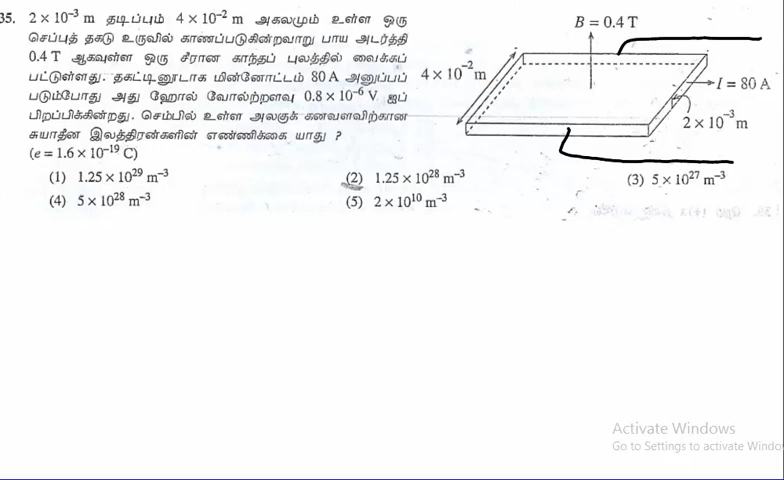 35. 2 × 10⁻³ m தடிப்பும் 4 × 10⁻² m அகலமும் உள்ள ஒரு
செப்புத் தகடு உருவில் காணப்படுகின்றவாறு பாய அடர்த்தி
0.4 T ஆகவுள்ள ஒரு சீரான காந்தப் புலத்தில் வைக்கப்
பட்டுள்ளது. தகட்டினூடாக மின்னோட்டம் 80 A அனுப்பப்
படும்போது அது ஹோல் வோல்ற்றளவு 0.8 × 10⁻⁶ V ஐப்
பிறப்பிக்கின்றது. செம்பில் உள்ள அலகுக் கனவளவிற்கான
சுயாதீன இலத்திரன்களின் எண்ணிக்கை யாது ?
(e = 1.6 × 10⁻¹⁹ C)
B = 0.4 T
4 × 10⁻² m
I = 80 A
2 × 10⁻³ m
(1) 1.25 × 10²⁹ m⁻³ (2) 1.25 × 10²⁸ m⁻³ (3) 5 × 10²⁷ m⁻³
(4) 5 × 10²⁸ m⁻³ (5) 2 × 10¹⁰ m⁻³
Activate Windows
Go to Settings to activate Windo